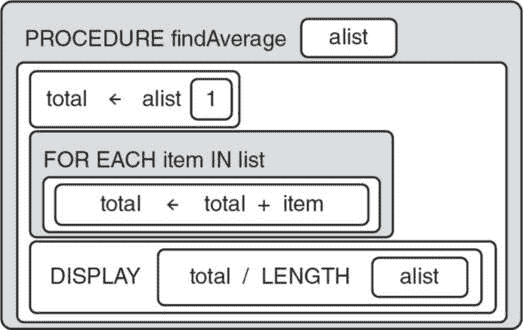 PROCEDURE findAverage alist
total ← alist 1
FOR EACH item IN list
total ← total + item
DISPLAY total / LENGTH alist